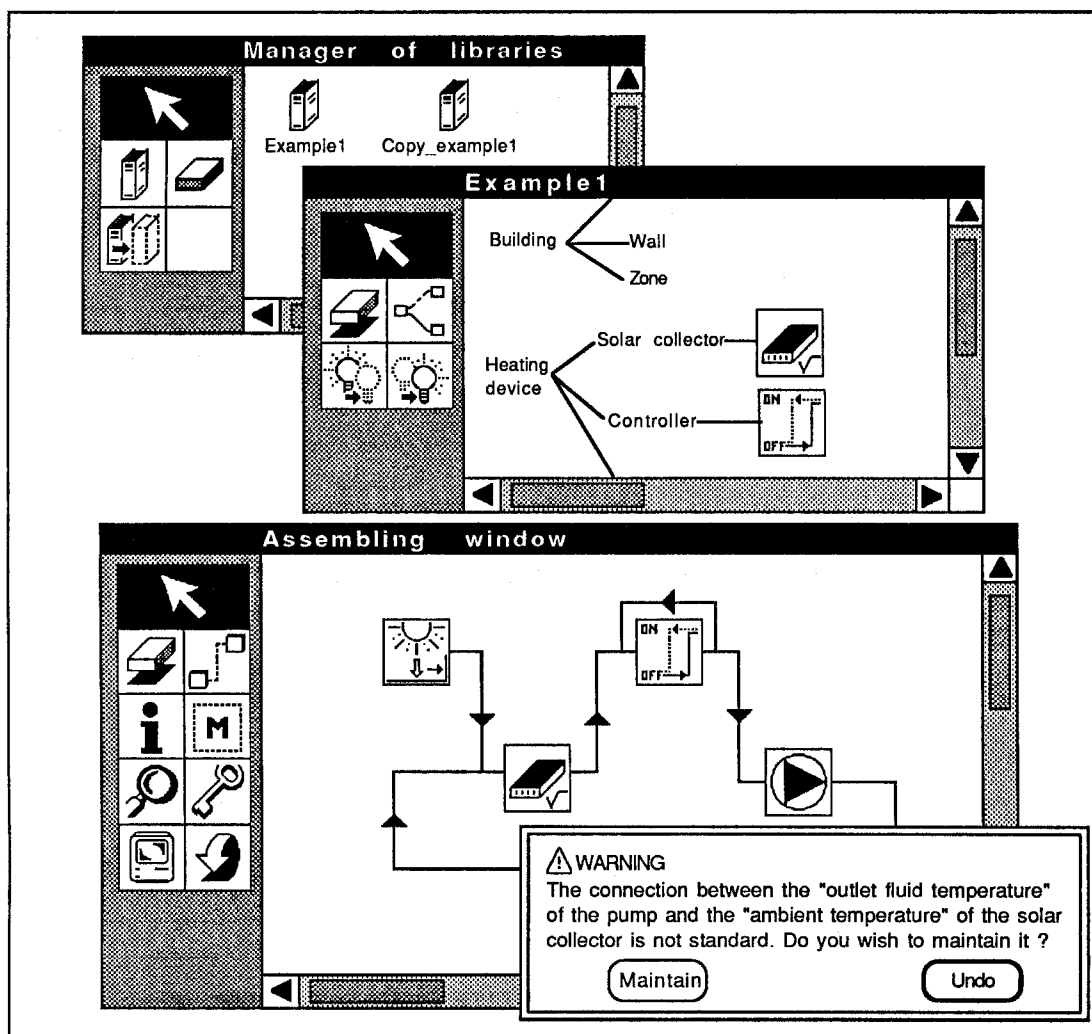 Manager of libraries
Example1 Copy_example1
Example1
Building
Wall
Zone
Solar collector
Heating
device
Controller
ON
OFF
Assembling window
ON
OFF
i
M
WARNING
The connection between the "outlet fluid temperature"
of the pump and the "ambient temperature" of the solar
collector is not standard. Do you wish to maintain it ?
Maintain Undo